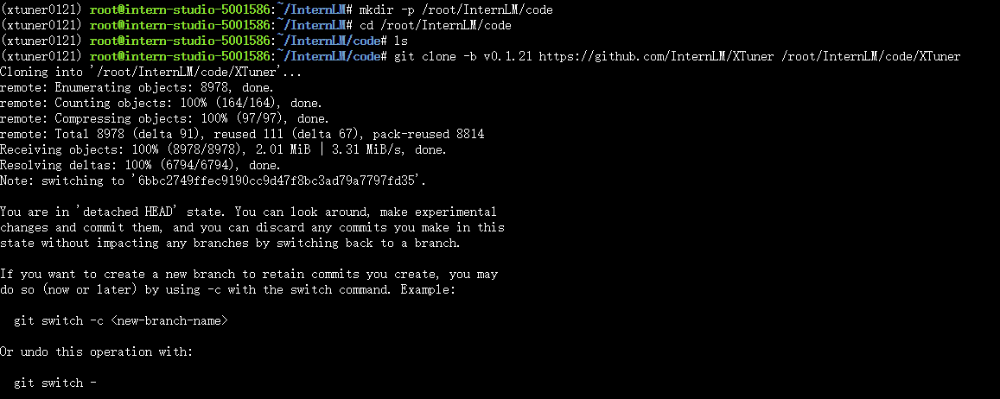 (xtuner0121) root@intern-studio-5001586:~/InternLM# mkdir -p /root/InternLM/code
(xtuner0121) root@intern-studio-5001586:~/InternLM# cd /root/InternLM/code
(xtuner0121) root@intern-studio-5001586:~/InternLM/code# ls
(xtuner0121) root@intern-studio-5001586:~/InternLM/code# git clone -b v0.1.21 https://github.com/InternLM/XTuner /root/InternLM/code/XTuner
Cloning into '/root/InternLM/code/XTuner'...
remote: Enumerating objects: 8978, done.
remote: Counting objects: 100% (164/164), done.
remote: Compressing objects: 100% (97/97), done.
remote: Total 8978 (delta 91), reused 111 (delta 67), pack-reused 8814
Receiving objects: 100% (8978/8978), 2.01 MiB | 3.31 MiB/s, done.
Resolving deltas: 100% (6794/6794), done.
Note: switching to '6bbc2749ffec9190cc9d47f8bc3ad79a7797fd35'.

You are in 'detached HEAD' state. You can look around, make experimental
changes and commit them, and you can discard any commits you make in this
state without impacting any branches by switching back to a branch.

If you want to create a new branch to retain commits you create, you may
do so (now or later) by using -c with the switch command. Example:

  git switch -c <new-branch-name>

Or undo this operation with:

  git switch -